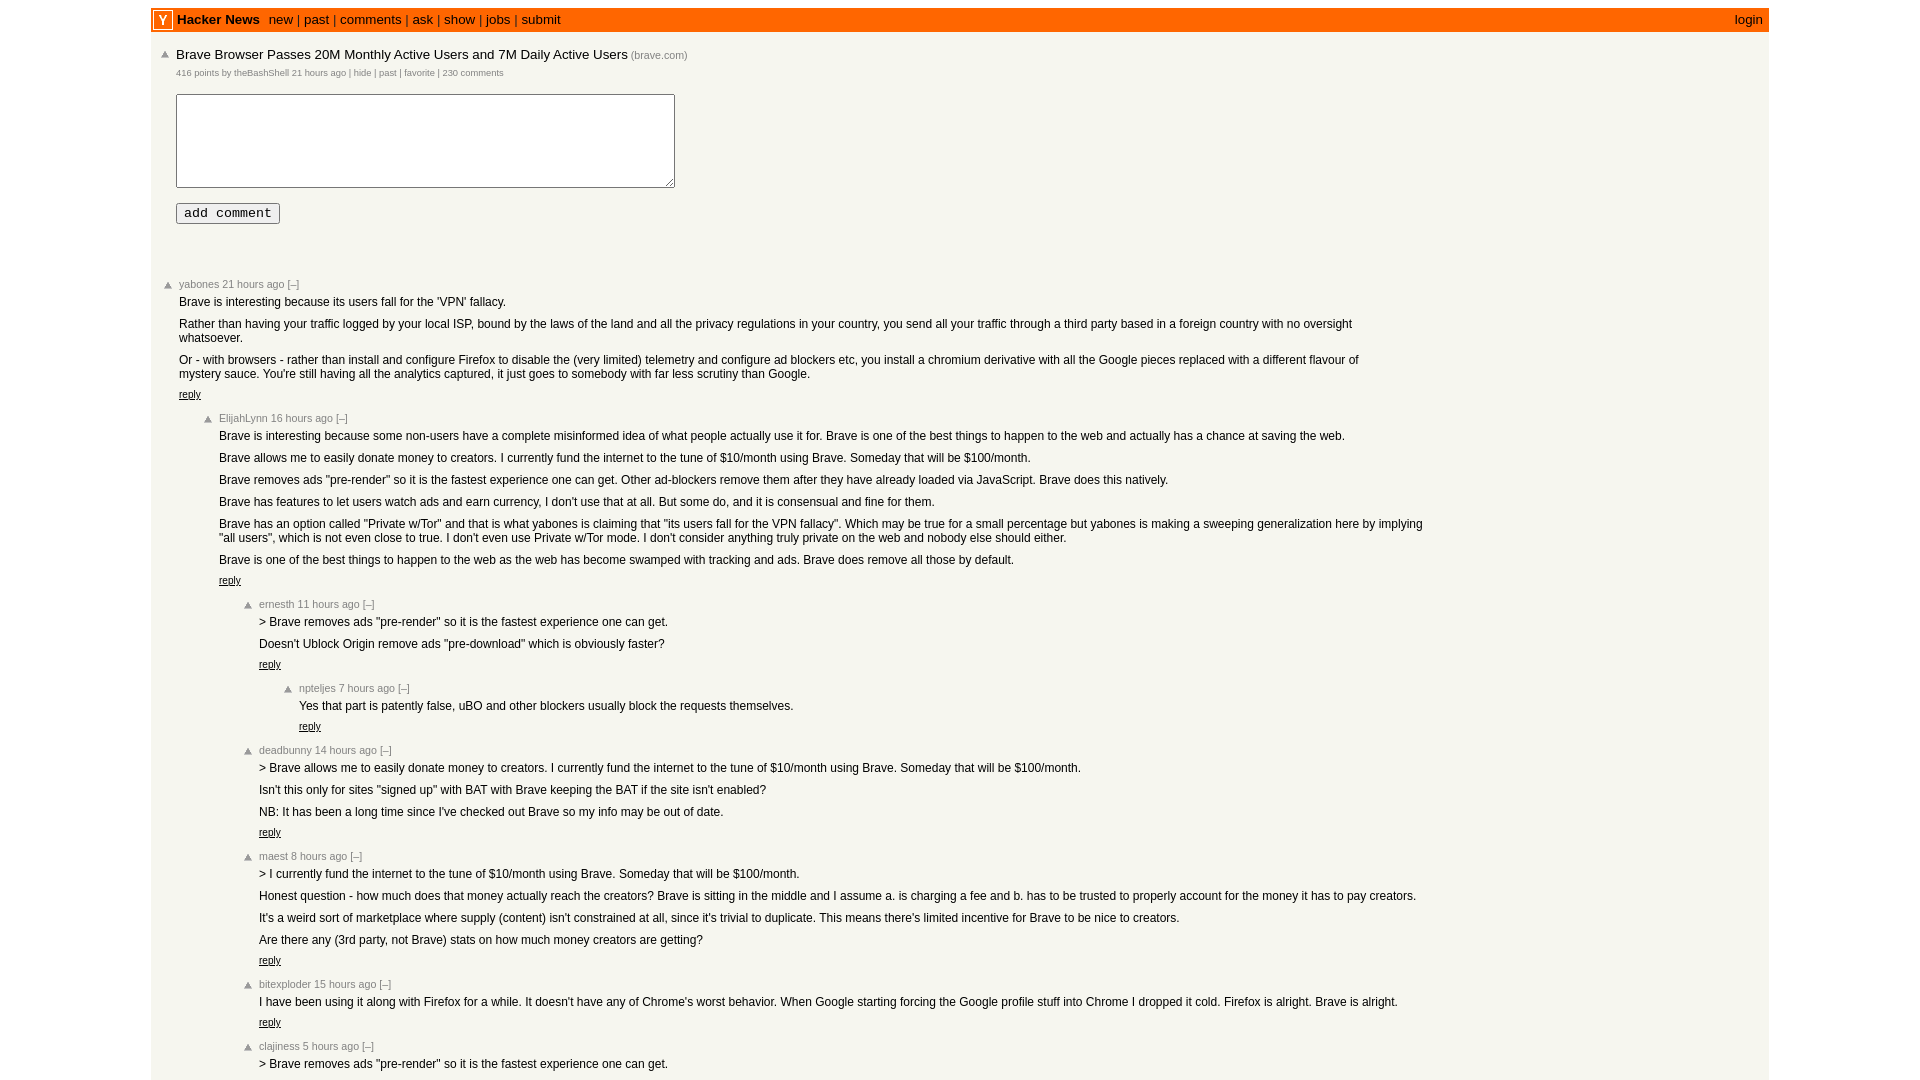 Y Hacker News new | past | comments | ask | show | jobs | submit login
Brave Browser Passes 20M Monthly Active Users and 7M Daily Active Users (brave.com)
416 points by theBashShell 21 hours ago | hide | past | favorite | 230 comments
add comment
yabones 21 hours ago [–]
Brave is interesting because its users fall for the 'VPN' fallacy.
Rather than having your traffic logged by your local ISP, bound by the laws of the land and all the privacy regulations in your country, you send all your traffic through a third party based in a foreign country with no oversight
whatsoever.
Or - with browsers - rather than install and configure Firefox to disable the (very limited) telemetry and configure ad blockers etc, you install a chromium derivative with all the Google pieces replaced with a different flavour of
mystery sauce. You're still having all the analytics captured, it just goes to somebody with far less scrutiny than Google.
reply
ElijahLynn 16 hours ago [–]
Brave is interesting because some non-users have a complete misinformed idea of what people actually use it for. Brave is one of the best things to happen to the web and actually has a chance at saving the web.
Brave allows me to easily donate money to creators. I currently fund the internet to the tune of $10/month using Brave. Someday that will be $100/month.
Brave removes ads "pre-render" so it is the fastest experience one can get. Other ad-blockers remove them after they have already loaded via JavaScript. Brave does this natively.
Brave has features to let users watch ads and earn currency, I don't use that at all. But some do, and it is consensual and fine for them.
Brave has an option called "Private w/Tor" and that is what yabones is claiming that "its users fall for the VPN fallacy". Which may be true for a small percentage but yabones is making a sweeping generalization here by implying
"all users", which is not even close to true. I don't even use Private w/Tor mode. I don't consider anything truly private on the web and nobody else should either.
Brave is one of the best things to happen to the web as the web has become swamped with tracking and ads. Brave does remove all those by default.
reply
ernesth 11 hours ago [–]
> Brave removes ads "pre-render" so it is the fastest experience one can get.
Doesn't Ublock Origin remove ads "pre-download" which is obviously faster?
reply
npteljes 7 hours ago [–]
Yes that part is patently false, uBO and other blockers usually block the requests themselves.
reply
deadbunny 14 hours ago [–]
> Brave allows me to easily donate money to creators. I currently fund the internet to the tune of $10/month using Brave. Someday that will be $100/month.
Isn't this only for sites "signed up" with BAT with Brave keeping the BAT if the site isn't enabled?
NB: It has been a long time since I've checked out Brave so my info may be out of date.
reply
maest 8 hours ago [–]
> I currently fund the internet to the tune of $10/month using Brave. Someday that will be $100/month.
Honest question - how much does that money actually reach the creators? Brave is sitting in the middle and I assume a. is charging a fee and b. has to be trusted to properly account for the money it has to pay creators.
It's a weird sort of marketplace where supply (content) isn't constrained at all, since it's trivial to duplicate. This means there's limited incentive for Brave to be nice to creators.
Are there any (3rd party, not Brave) stats on how much money creators are getting?
reply
bitexploder 15 hours ago [–]
I have been using it along with Firefox for a while. It doesn't have any of Chrome's worst behavior. When Google starting forcing the Google profile stuff into Chrome I dropped it cold. Firefox is alright. Brave is alright.
reply
clajiness 5 hours ago [–]
> Brave removes ads "pre-render" so it is the fastest experience one can get.